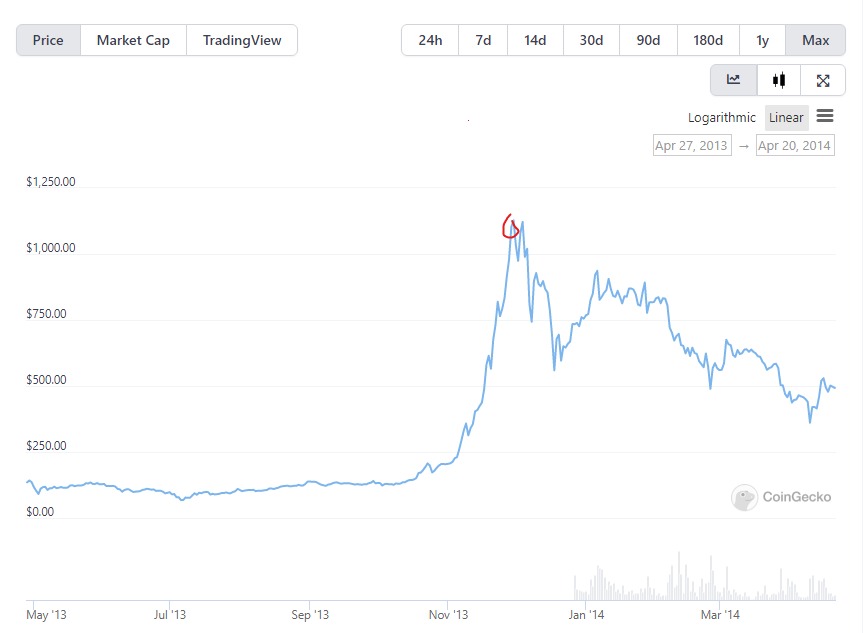 Price Market Cap TradingView 24h 7d 14d 30d 90d 180d 1y Max
Logarithmic Linear
Apr 27, 2013 → Apr 20, 2014
$1,250.00
$1,000.00
$750.00
$500.00
$250.00
$0.00
CoinGecko
May '13 Jul '13 Sep '13 Nov '13 Jan '14 Mar '14